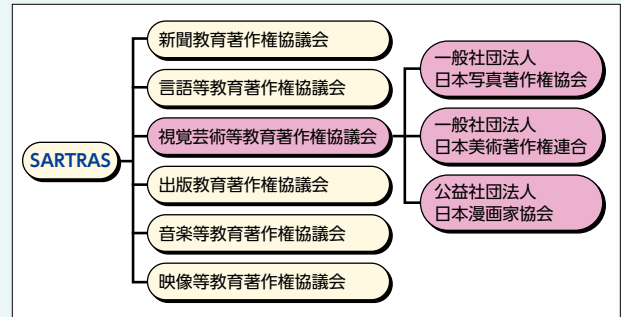 SARTRAS
新聞教育著作権協議会
言語等教育著作権協議会
視覚芸術等教育著作権協議会
出版教育著作権協議会
音楽等教育著作権協議会
映像等教育著作権協議会
一般社団法人
日本写真著作権協会
一般社団法人
日本美術著作権連合
公益社団法人
日本漫画家協会